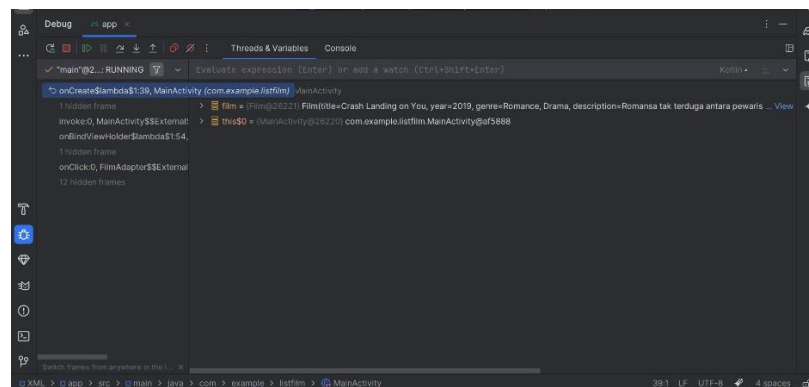 Debug app
Threads & Variables Console
"main"@2...: RUNNING
Evaluate expression (Enter) or add a watch (Ctrl+Shift+Enter)
Kotlin
onCreate$lambda$1:39, MainActivity (com.example.listfilm) MainActivity
1 hidden frame
film = {Film@26221} Film(title=Crash Landing on You, year=2019, genre=Romance, Drama, description=Romansa tak terduga antara pewaris ... View
invoke:0, MainActivity$$External
this$0 = {MainActivity@26220} com.example.listfilm.MainActivity@af5888
onBindViewHolder$lambda$1:54,
1 hidden frame
onClick:0, FilmAdapter$$External
12 hidden frames
Switch frames from anywhere in the I...
XML > app > src > main > java > com > example > listfilm > MainActivity
39:1 LF UTF-8 4 spaces